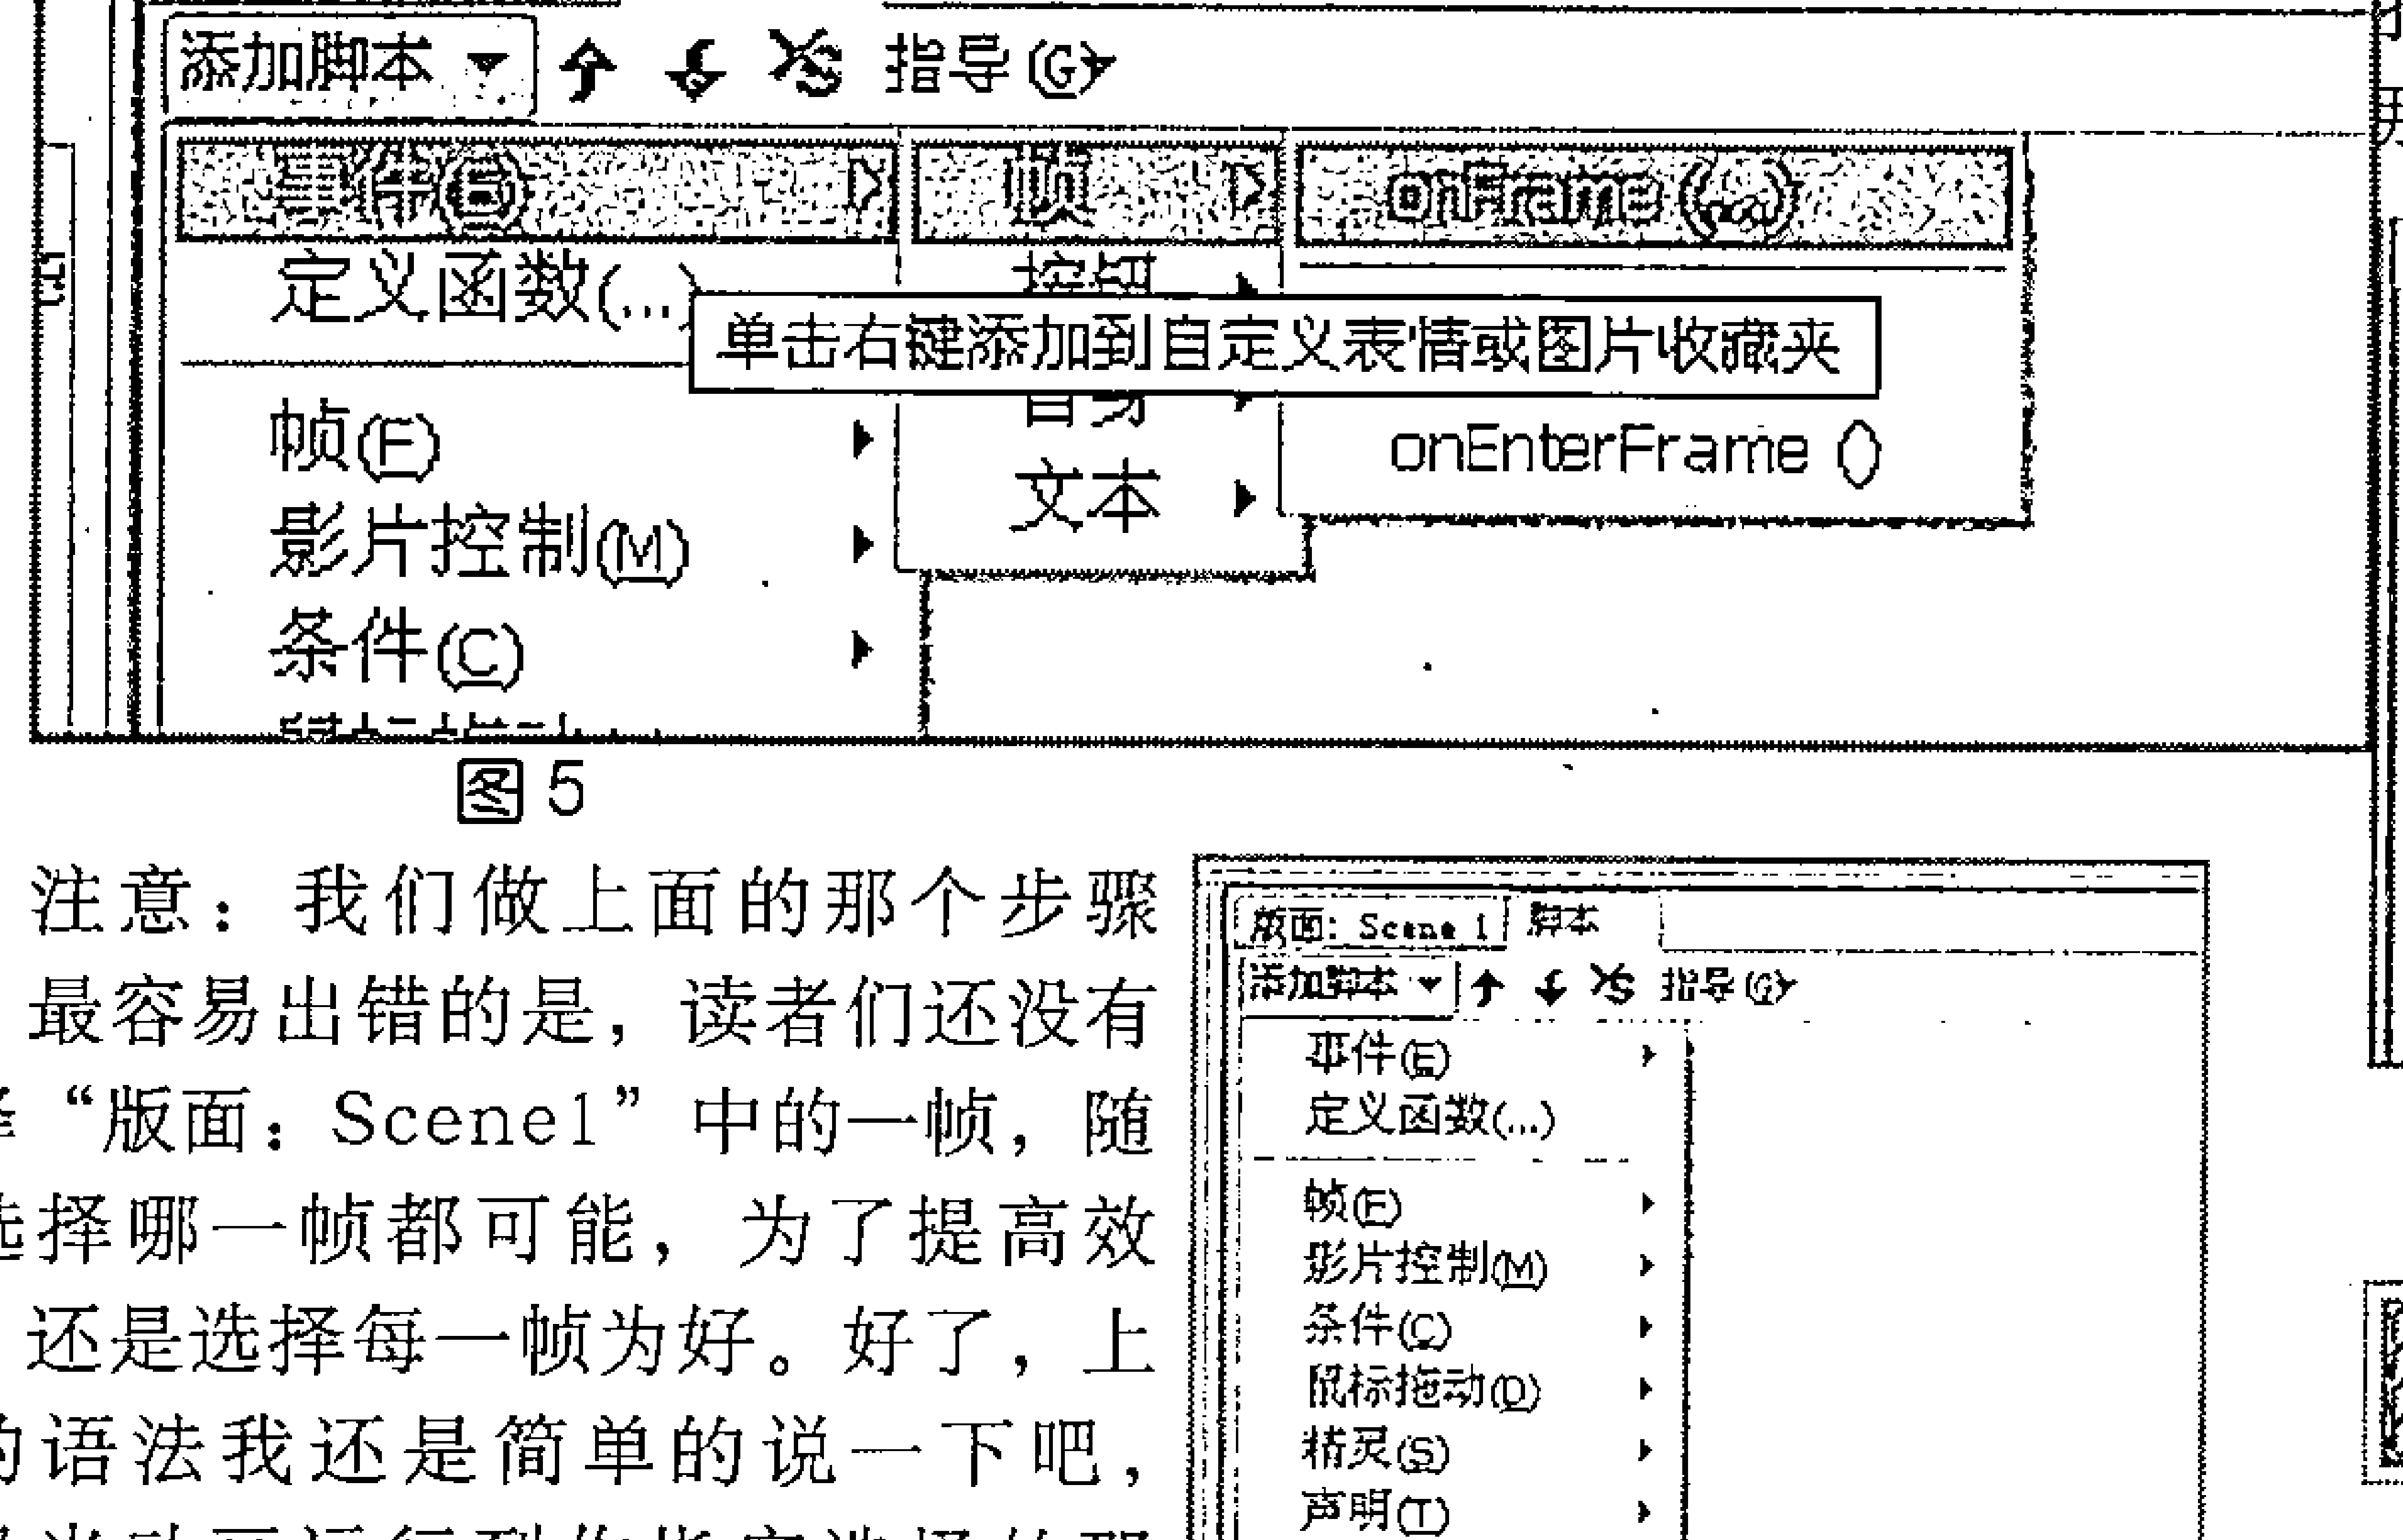 添加脚本 指导(G)
事件(E) 帧 onFrame(...)
定义函数(...) 按钮
单击右键添加到自定义表情或图片收藏夹
帧(F) 自身 onEnterFrame ()
影片控制(M) 文本
条件(C)
图 5
注意：我们做上面的那个步骤
最容易出错的是，读者们还没有
“版面：Scene1”中的一帧，随
择哪一帧都可能，为了提高效
还是选择每一帧为好。好了，上
语法我还是简单的说一下吧，
版面: Scene 1 脚本
添加脚本 指导(G)
事件(E)
定义函数(...)
帧(F)
影片控制(M)
条件(C)
鼠标拖动(D)
精灵(S)
声明(T)